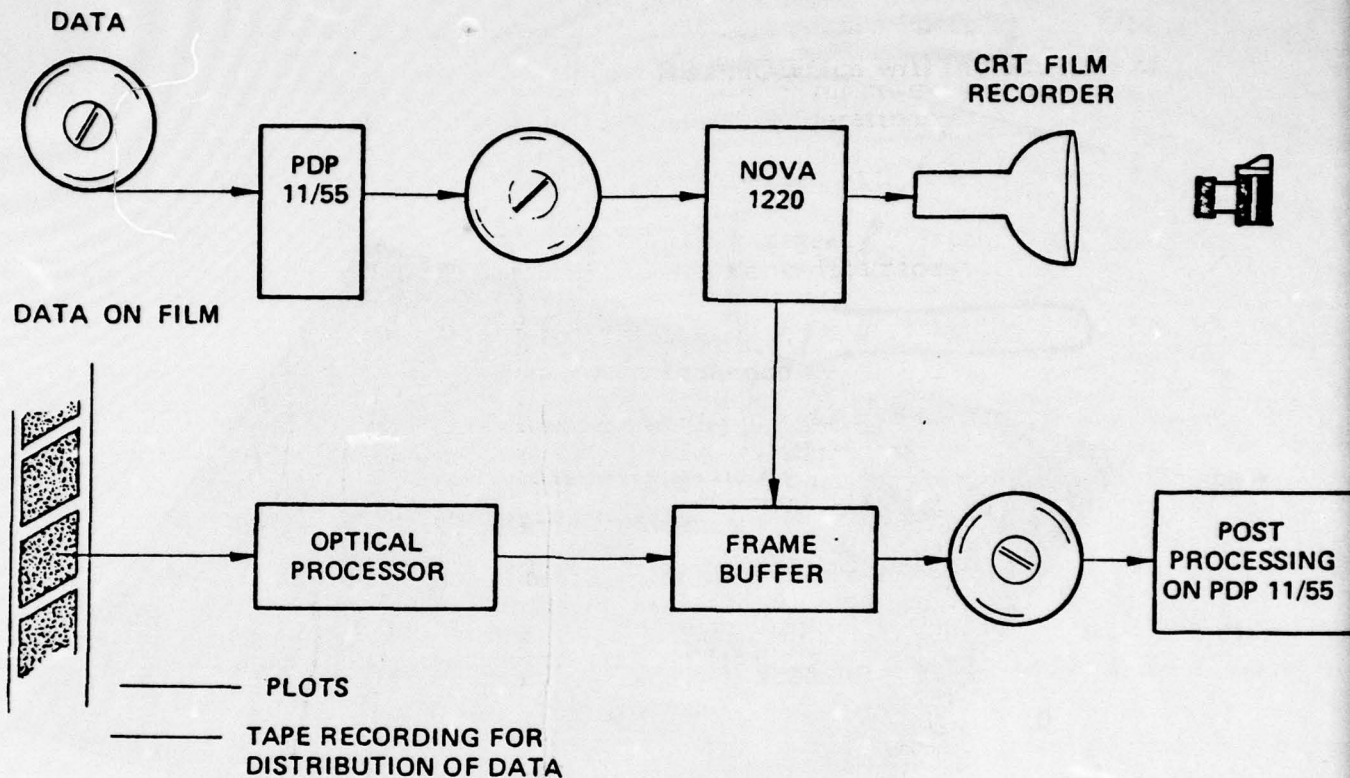 DATA
CRT FILM
RECORDER
PDP
11/55
NOVA
1220
DATA ON FILM
OPTICAL
PROCESSOR
FRAME
BUFFER
POST
PROCESSING
ON PDP 11/55
PLOTS
TAPE RECORDING FOR
DISTRIBUTION OF DATA